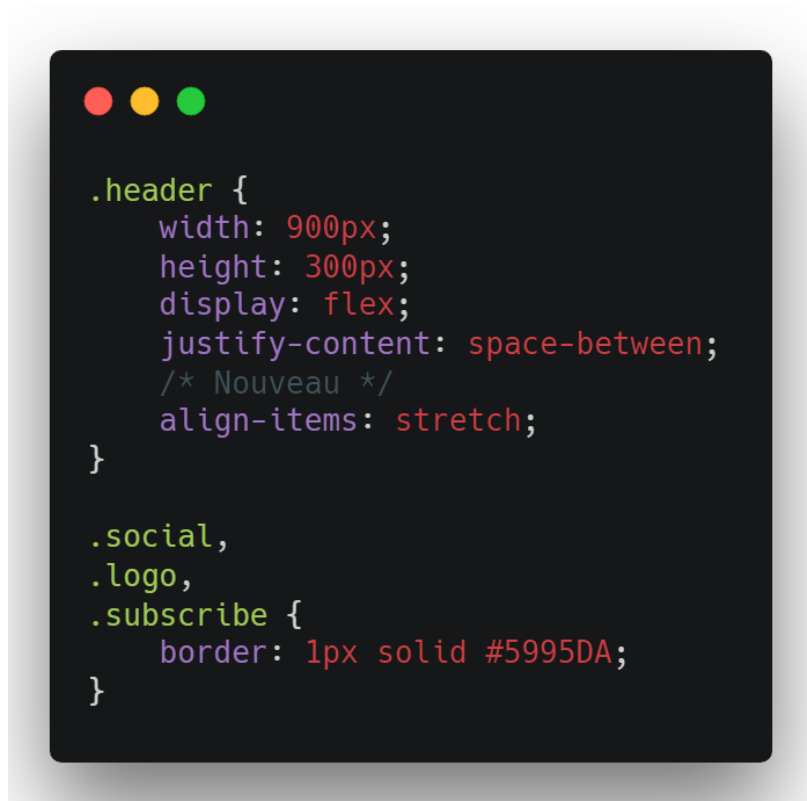 .header {
    width: 900px;
    height: 300px;
    display: flex;
    justify-content: space-between;
    /* Nouveau */
    align-items: stretch;
}

.social,
.logo,
.subscribe {
    border: 1px solid #5995DA;
}